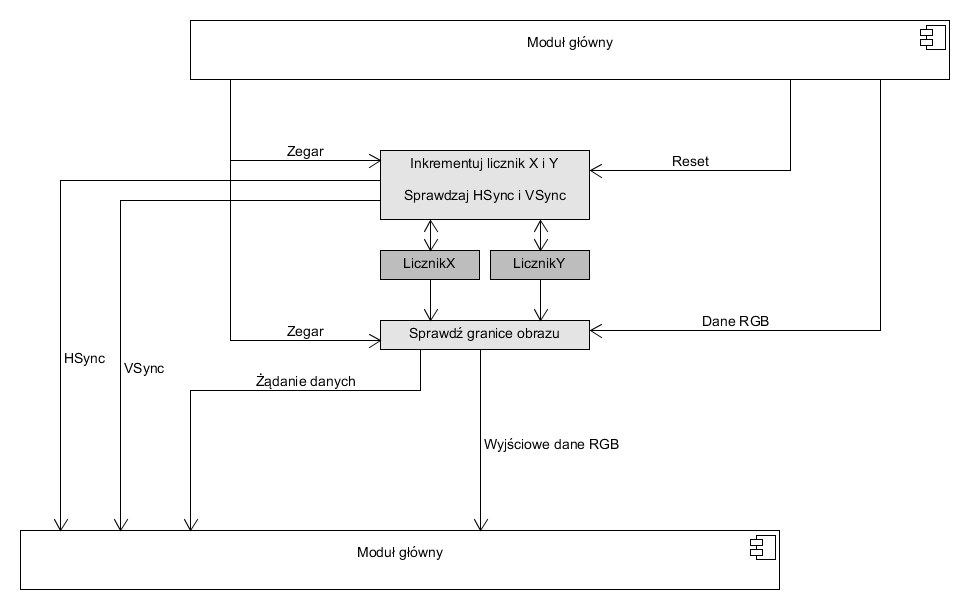 Moduł główny
Zegar
Inkrementuj licznik X i Y
Sprawdzaj HSync i VSync
Reset
LicznikX
LicznikY
Zegar
Sprawdź granice obrazu
Dane RGB
HSync
VSync
Żądanie danych
Wyjściowe dane RGB
Moduł główny